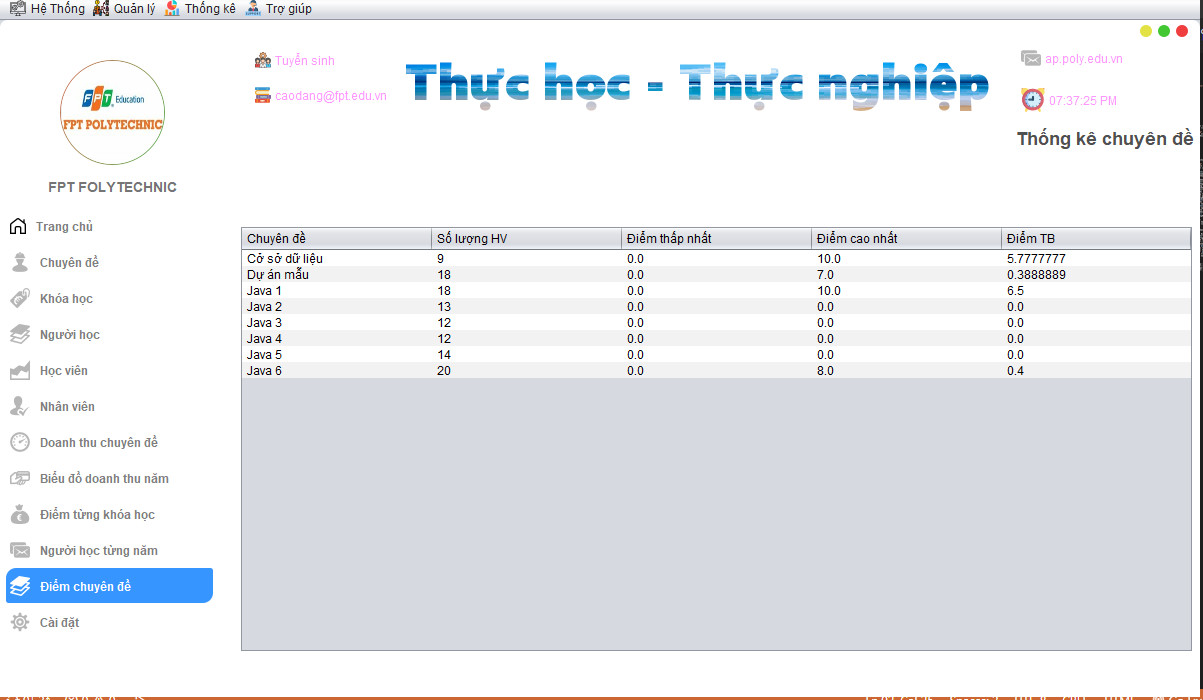 Hệ Thống Quản lý Thống kê Trợ giúp
FPT Education
FPT POLYTECHNIC
FPT FOLYTECHNIC
Tuyển sinh
caodang@fpt.edu.vn
Thực học - Thực nghiệp
ap.poly.edu.vn
07:37:25 PM
Thống kê chuyên đề
Trang chủ
Chuyên đề
Khóa học
Người học
Học viên
Nhân viên
Doanh thu chuyên đề
Biểu đồ doanh thu năm
Điểm từng khóa học
Người học từng năm
Điểm chuyên đề
Cài đặt
Chuyên đề Số lượng HV Điểm thấp nhất Điểm cao nhất Điểm TB
Cở sở dữ liệu 9 0.0 10.0 5.7777777
Dự án mẫu 18 0.0 7.0 0.3888889
Java 1 18 0.0 10.0 6.5
Java 2 13 0.0 0.0 0.0
Java 3 12 0.0 0.0 0.0
Java 4 12 0.0 0.0 0.0
Java 5 14 0.0 0.0 0.0
Java 6 20 0.0 8.0 0.4